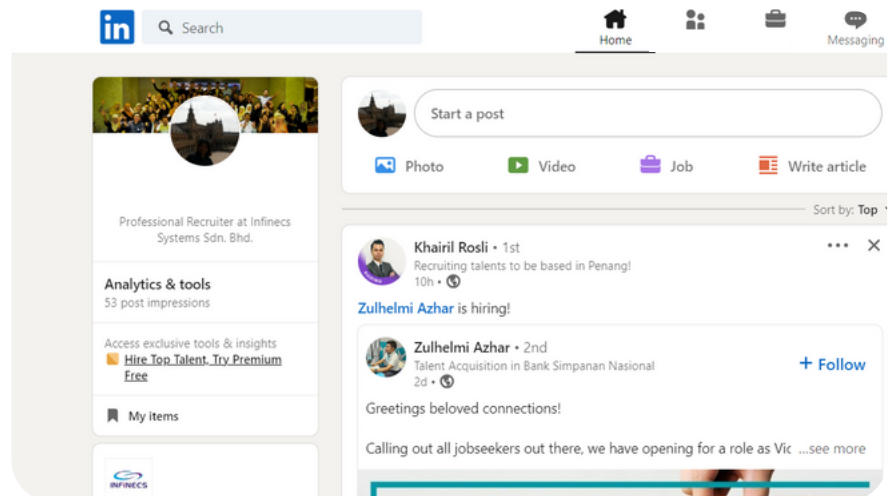 in
Search
Home
Messaging
Start a post
Photo
Video
Job
Write article
Sort by: Top
Professional Recruiter at Infinecs
Systems Sdn. Bhd.
Analytics & tools
53 post impressions
Access exclusive tools & insights
Hire Top Talent, Try Premium
Free
My items
INFINECS
Khairil Rosli • 1st
Recruiting talents to be based in Penang!
10h •
Zulhelmi Azhar is hiring!
Zulhelmi Azhar • 2nd
Talent Acquisition in Bank Simpanan Nasional
2d •
+ Follow
Greetings beloved connections!
Calling out all jobseekers out there, we have opening for a role as Vic ...see more